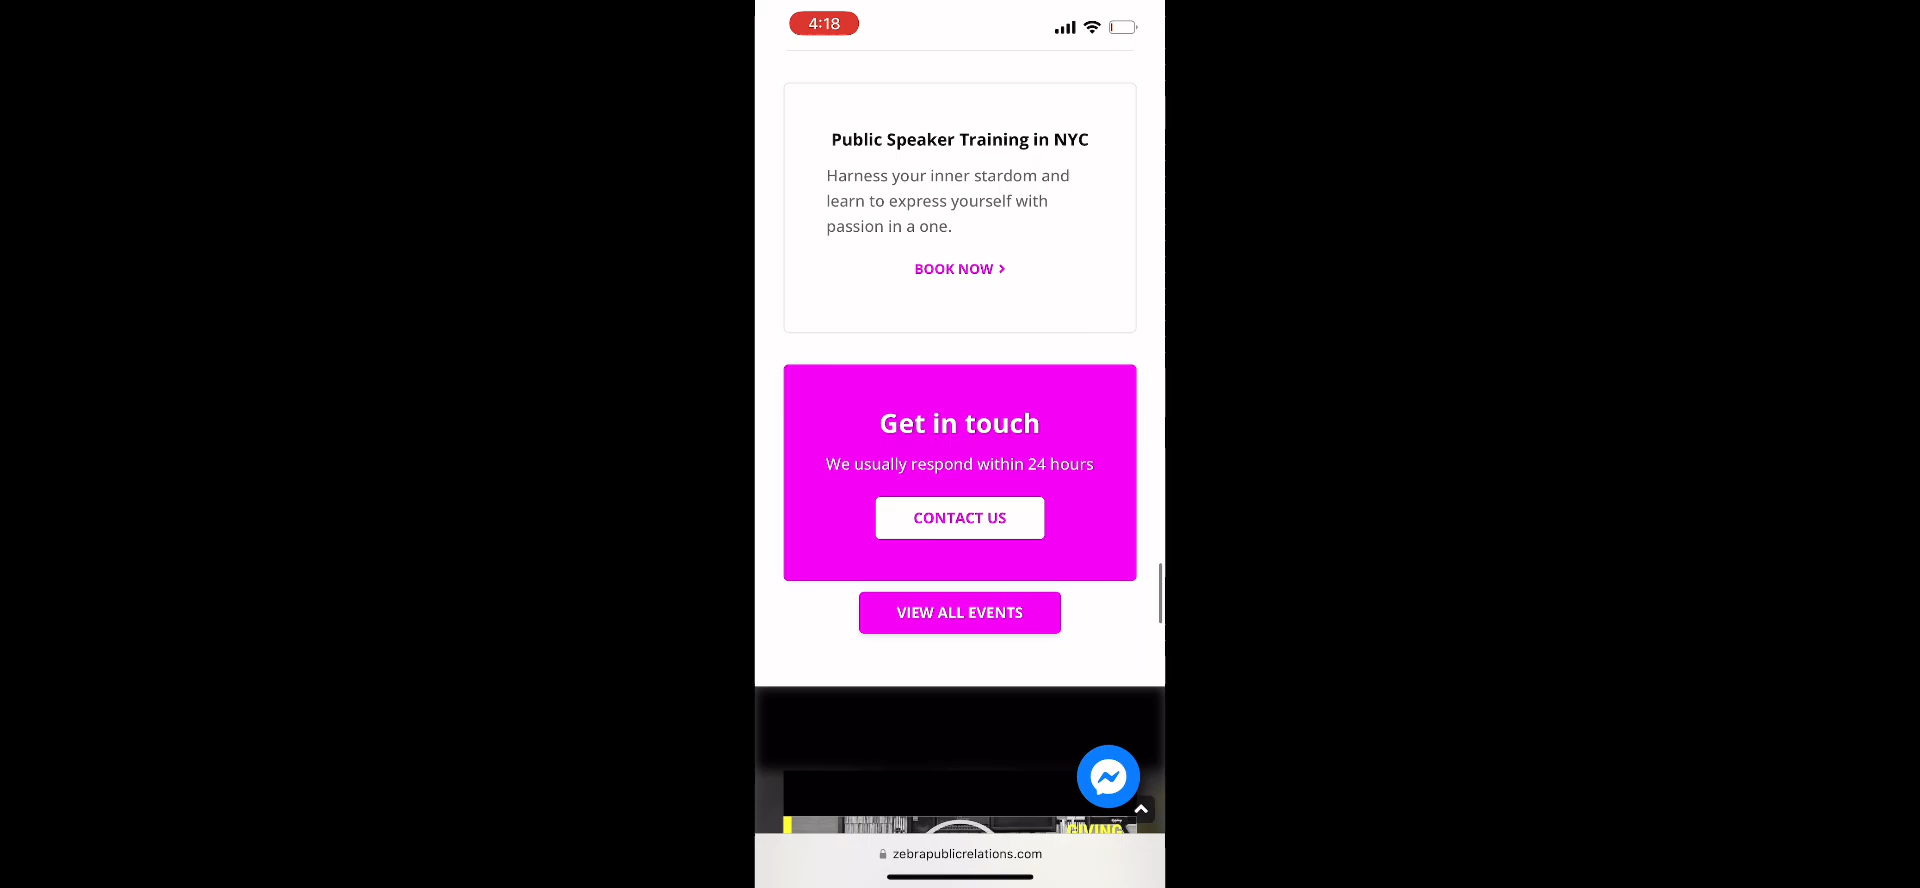 4:18
Public Speaker Training in NYC
Harness your inner stardom and
learn to express yourself with
passion in a one.
BOOK NOW >
Get in touch
We usually respond within 24 hours
CONTACT US
VIEW ALL EVENTS
GIVING
zebrapublicrelations.com